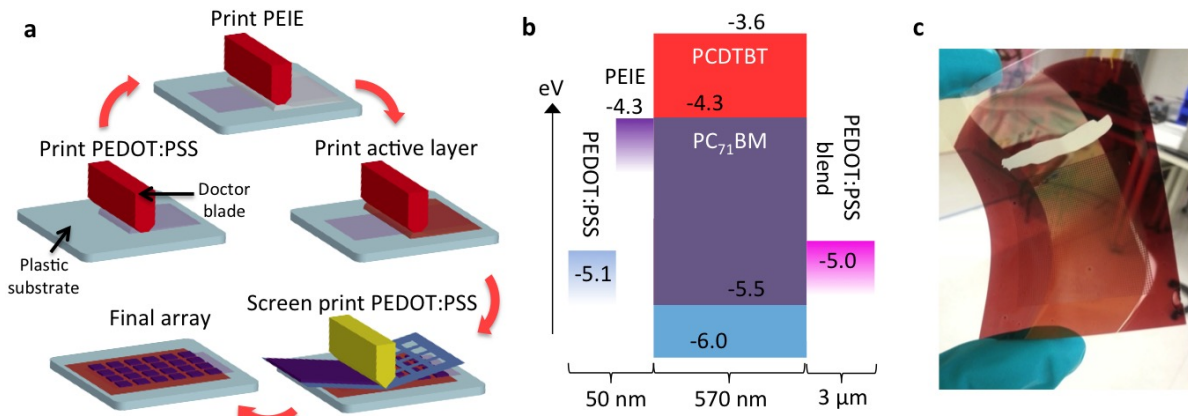 a
Print PEIE
Print PEDOT:PSS
Print active layer
Doctor
blade
Plastic
substrate
Screen print PEDOT:PSS
Final array
b
eV
-3.6
PCDTBT
PEIE
-4.3
-4.3
PEDOT:PSS
PC₇₁BM
PEDOT:PSS
blend
-5.1
-5.0
-5.5
-6.0
50 nm
570 nm
3 µm
c